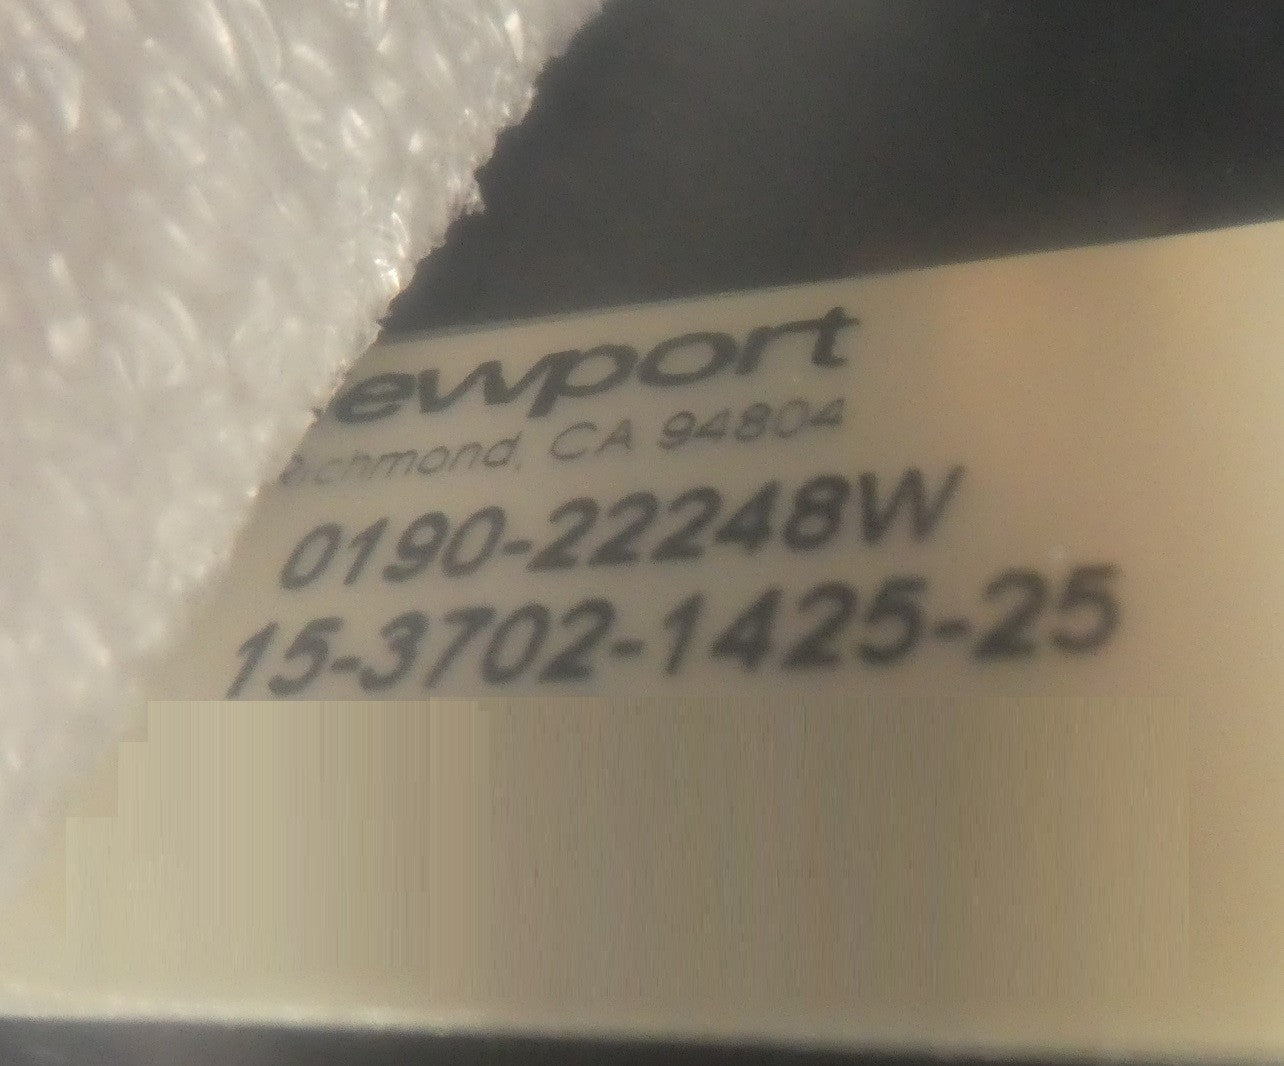 ewport
Richmond, CA 94804
0190-22248W
15-3702-1425-25